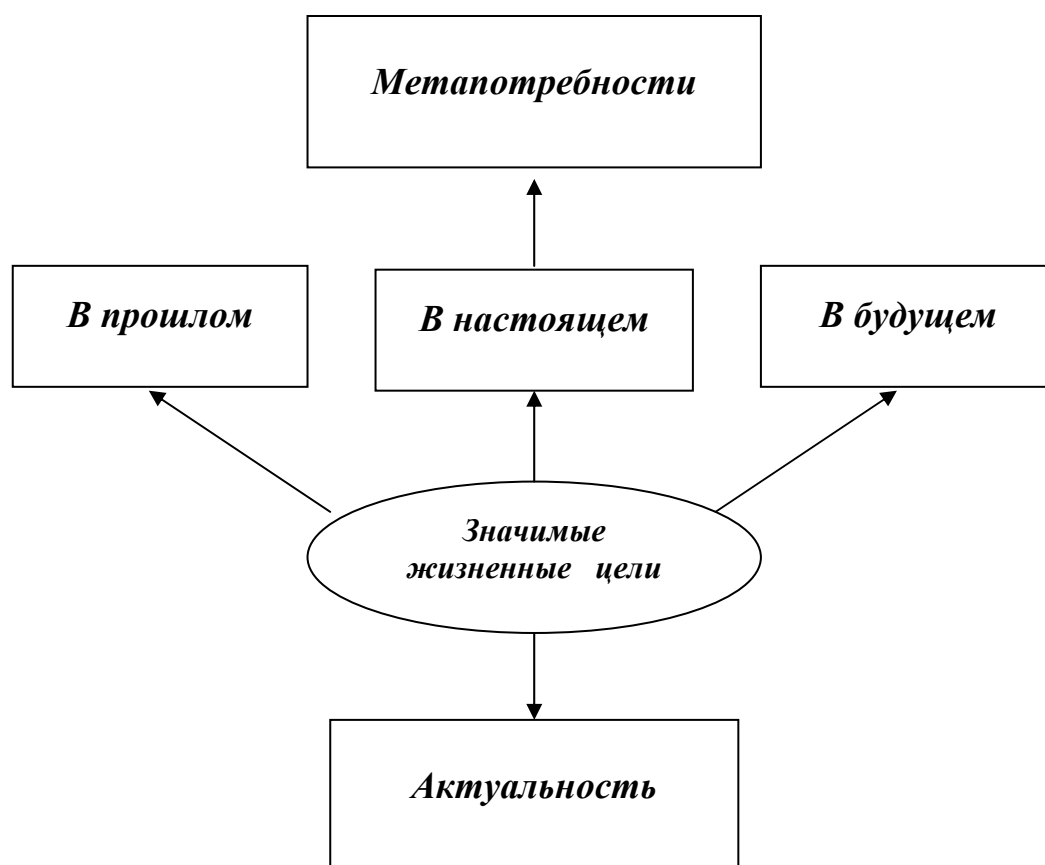 Метапотребности
В прошлом
В настоящем
В будущем
Значимые
жизненные цели
Актуальность